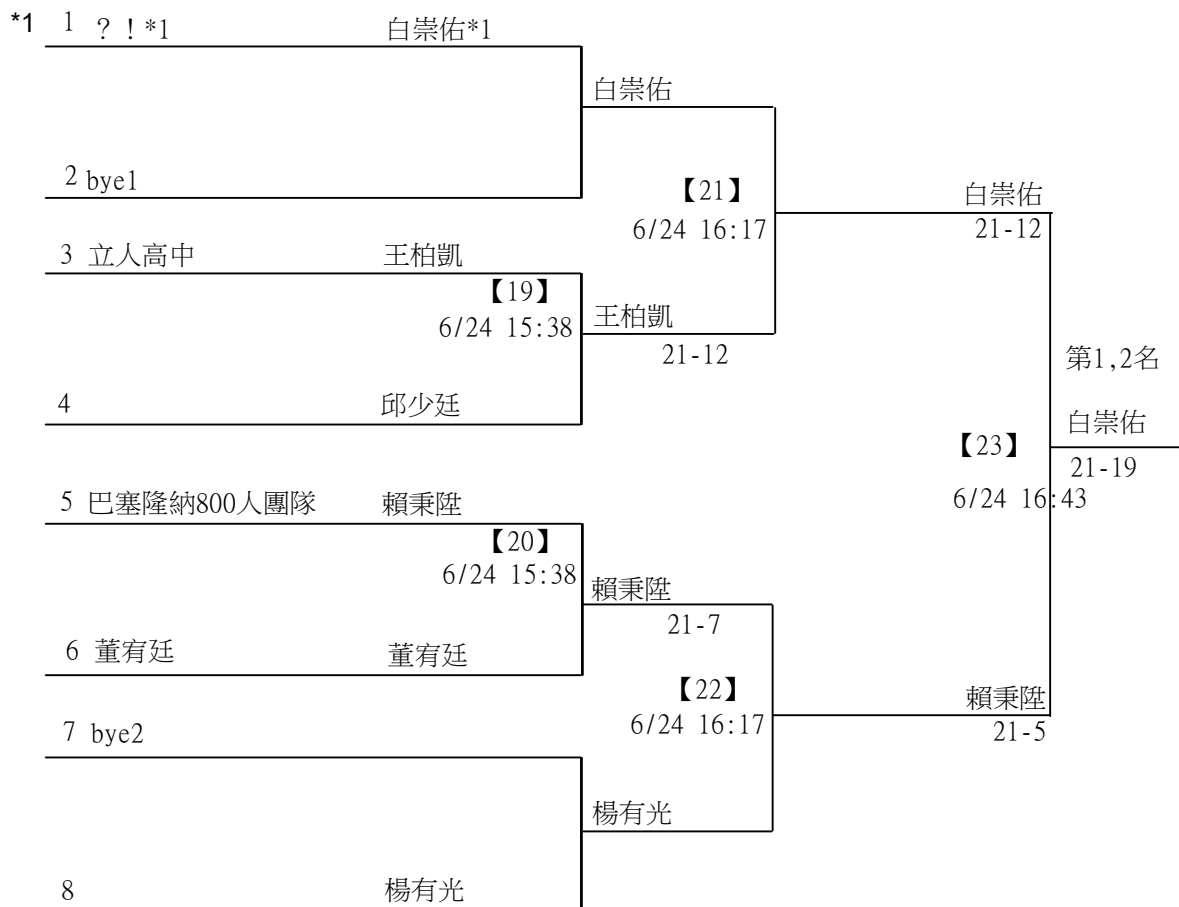 *1 1 ？！*1 白崇佑*1
白崇佑
2 bye1
【21】
白崇佑
6/24 16:17
21-12
3 立人高中 王柏凱
【19】
6/24 15:38
王柏凱
21-12
第1,2名
4 邱少廷
白崇佑
【23】
21-19
6/24 16:43
5 巴塞隆納800人團隊 賴秉陞
【20】
6/24 15:38
賴秉陞
21-7
6 董宥廷 董宥廷
【22】
賴秉陞
6/24 16:17
21-5
7 bye2
楊有光
8 楊有光